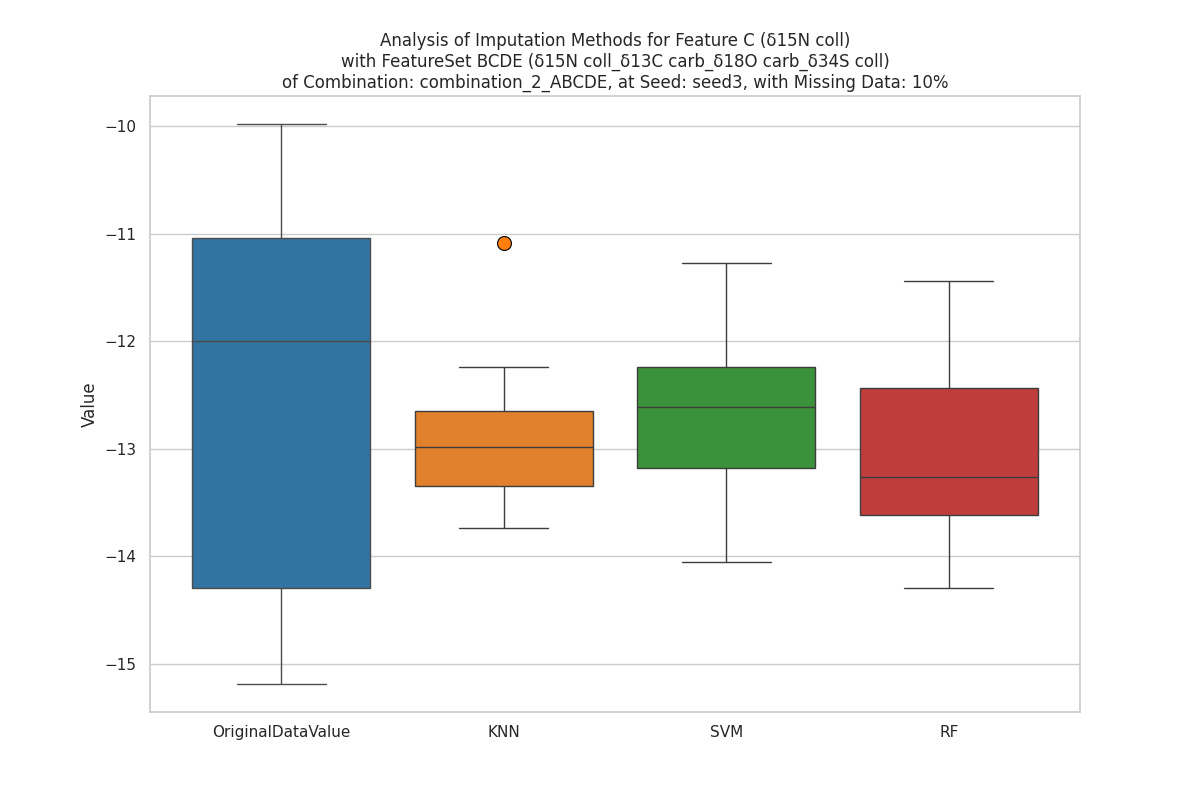 Analysis of Imputation Methods for Feature C (δ15N coll)
with FeatureSet BCDE (δ15N coll_δ13C carb_δ18O carb_δ34S coll)
of Combination: combination_2_ABCDE, at Seed: seed3, with Missing Data: 10%
Value
−10
−11
−12
−13
−14
−15
OriginalDataValue
KNN
SVM
RF